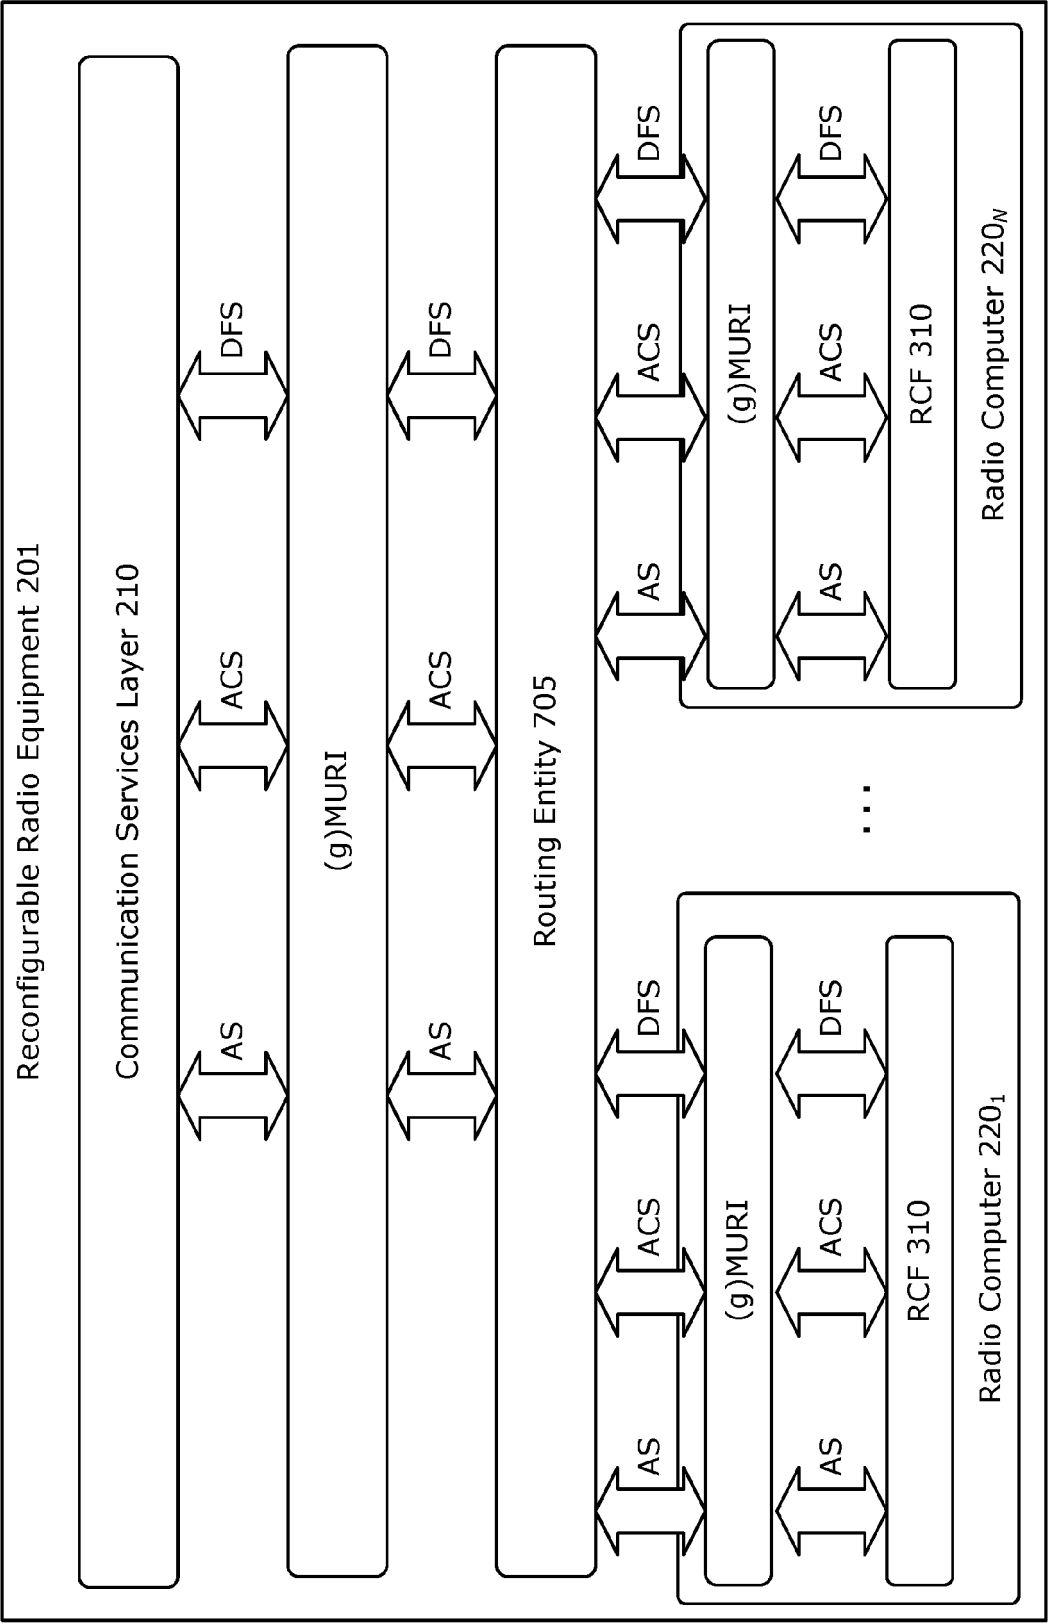 Reconfigurable Radio Equipment 201
Communication Services Layer 210
AS
ACS
DFS
(g)MURI
AS
ACS
DFS
Routing Entity 705
AS
ACS
DFS
AS
ACS
DFS
(g)MURI
(g)MURI
AS
ACS
DFS
AS
ACS
DFS
RCF 310
RCF 310
Radio Computer 220₁
...
Radio Computer 220_N